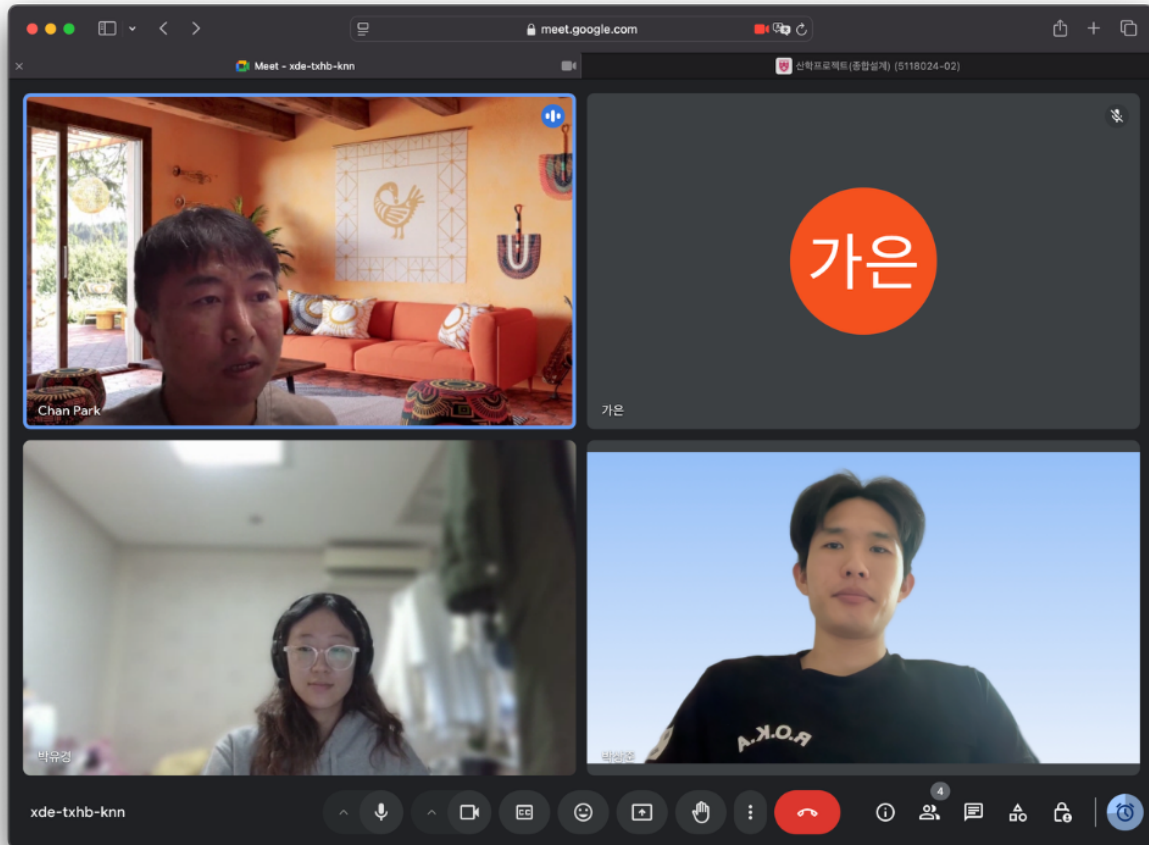 meet.google.com
Meet - xde-txhb-knn
산학프로젝트(종합설계) (5118024-02)
Chan Park
가은
가은
박유경
R.O.K.A
xde-txhb-knn
CC
4